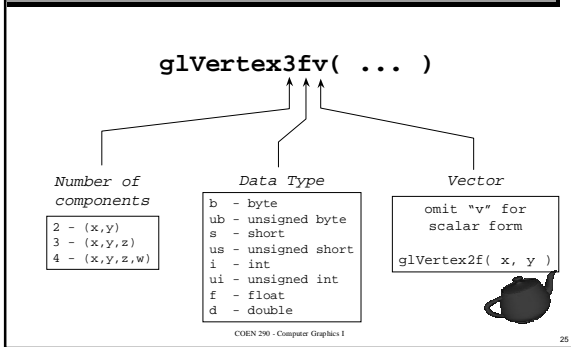 glVertex3fv( ... )
Number of
components
2 - (x,y)
3 - (x,y,z)
4 - (x,y,z,w)
Data Type
b - byte
ub - unsigned byte
s - short
us - unsigned short
i - int
ui - unsigned int
f - float
d - double
Vector
omit “v” for
scalar form
glVertex2f( x, y )
COEN 290 - Computer Graphics I
25